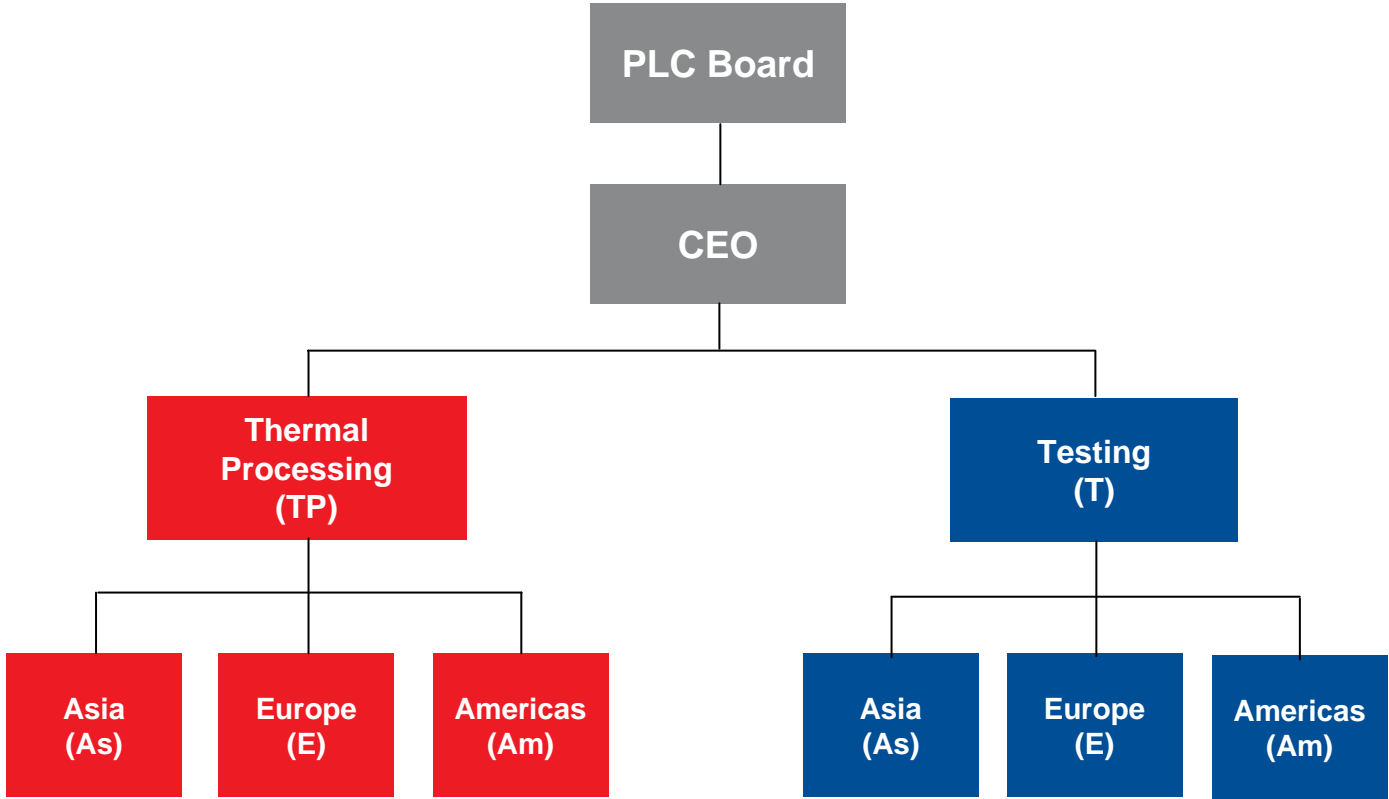 PLC Board
CEO
Thermal
Processing
(TP)
Testing
(T)
Asia
(As)
Europe
(E)
Americas
(Am)
Asia
(As)
Europe
(E)
Americas
(Am)